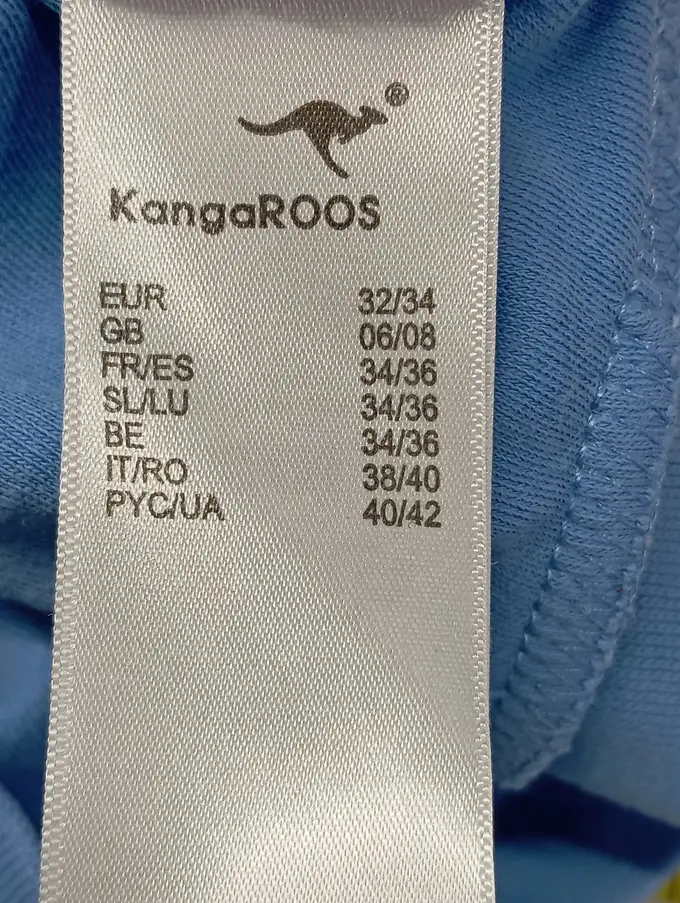 ®
KangaROOS
EUR 32/34
GB 06/08
FR/ES 34/36
SL/LU 34/36
BE 34/36
IT/RO 38/40
РУС/UA 40/42